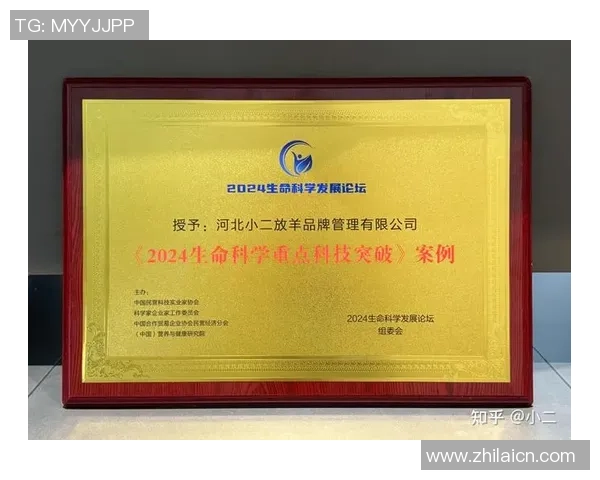 TG: MYYJJPP
2024生命科学发展论坛
授予：河北小二放羊品牌管理有限公司
《2024生命科学重点科技突破》案例
主办：
中国民营科技实业家协会
科学家企业家工作委员会
中国合作贸易企业协会民营经济分会
（中国）营养与健康研究院
2024生命科学发展论坛
组委会
知乎 @小二
www.zhilaicn.com